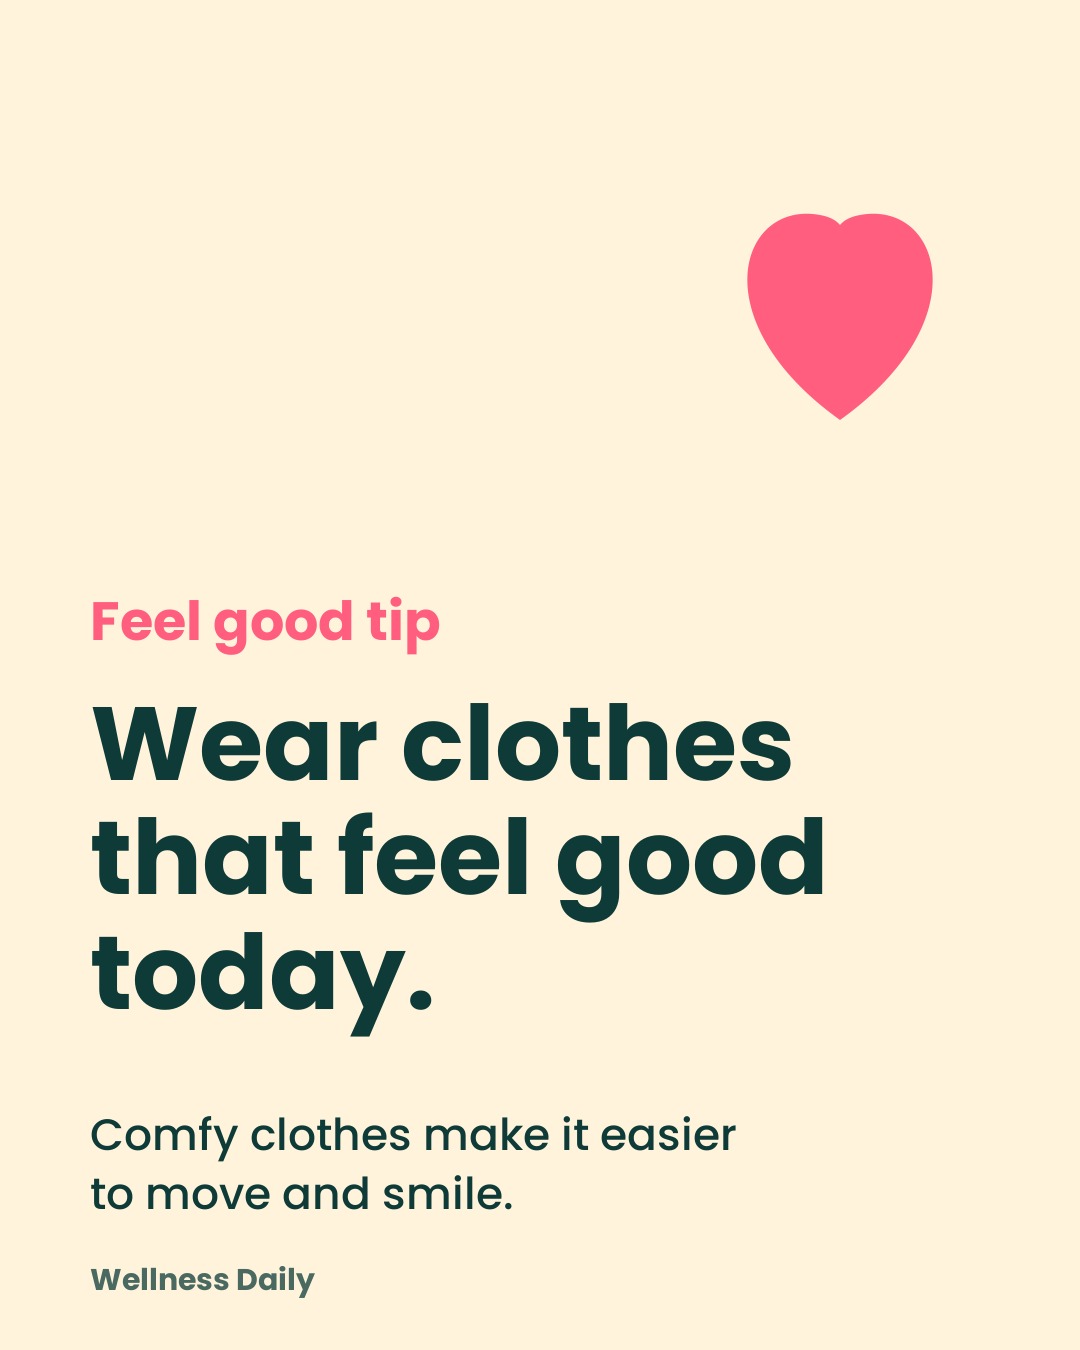 Feel good tip
Wear clothes
that feel good
today.
Comfy clothes make it easier
to move and smile.
Wellness Daily